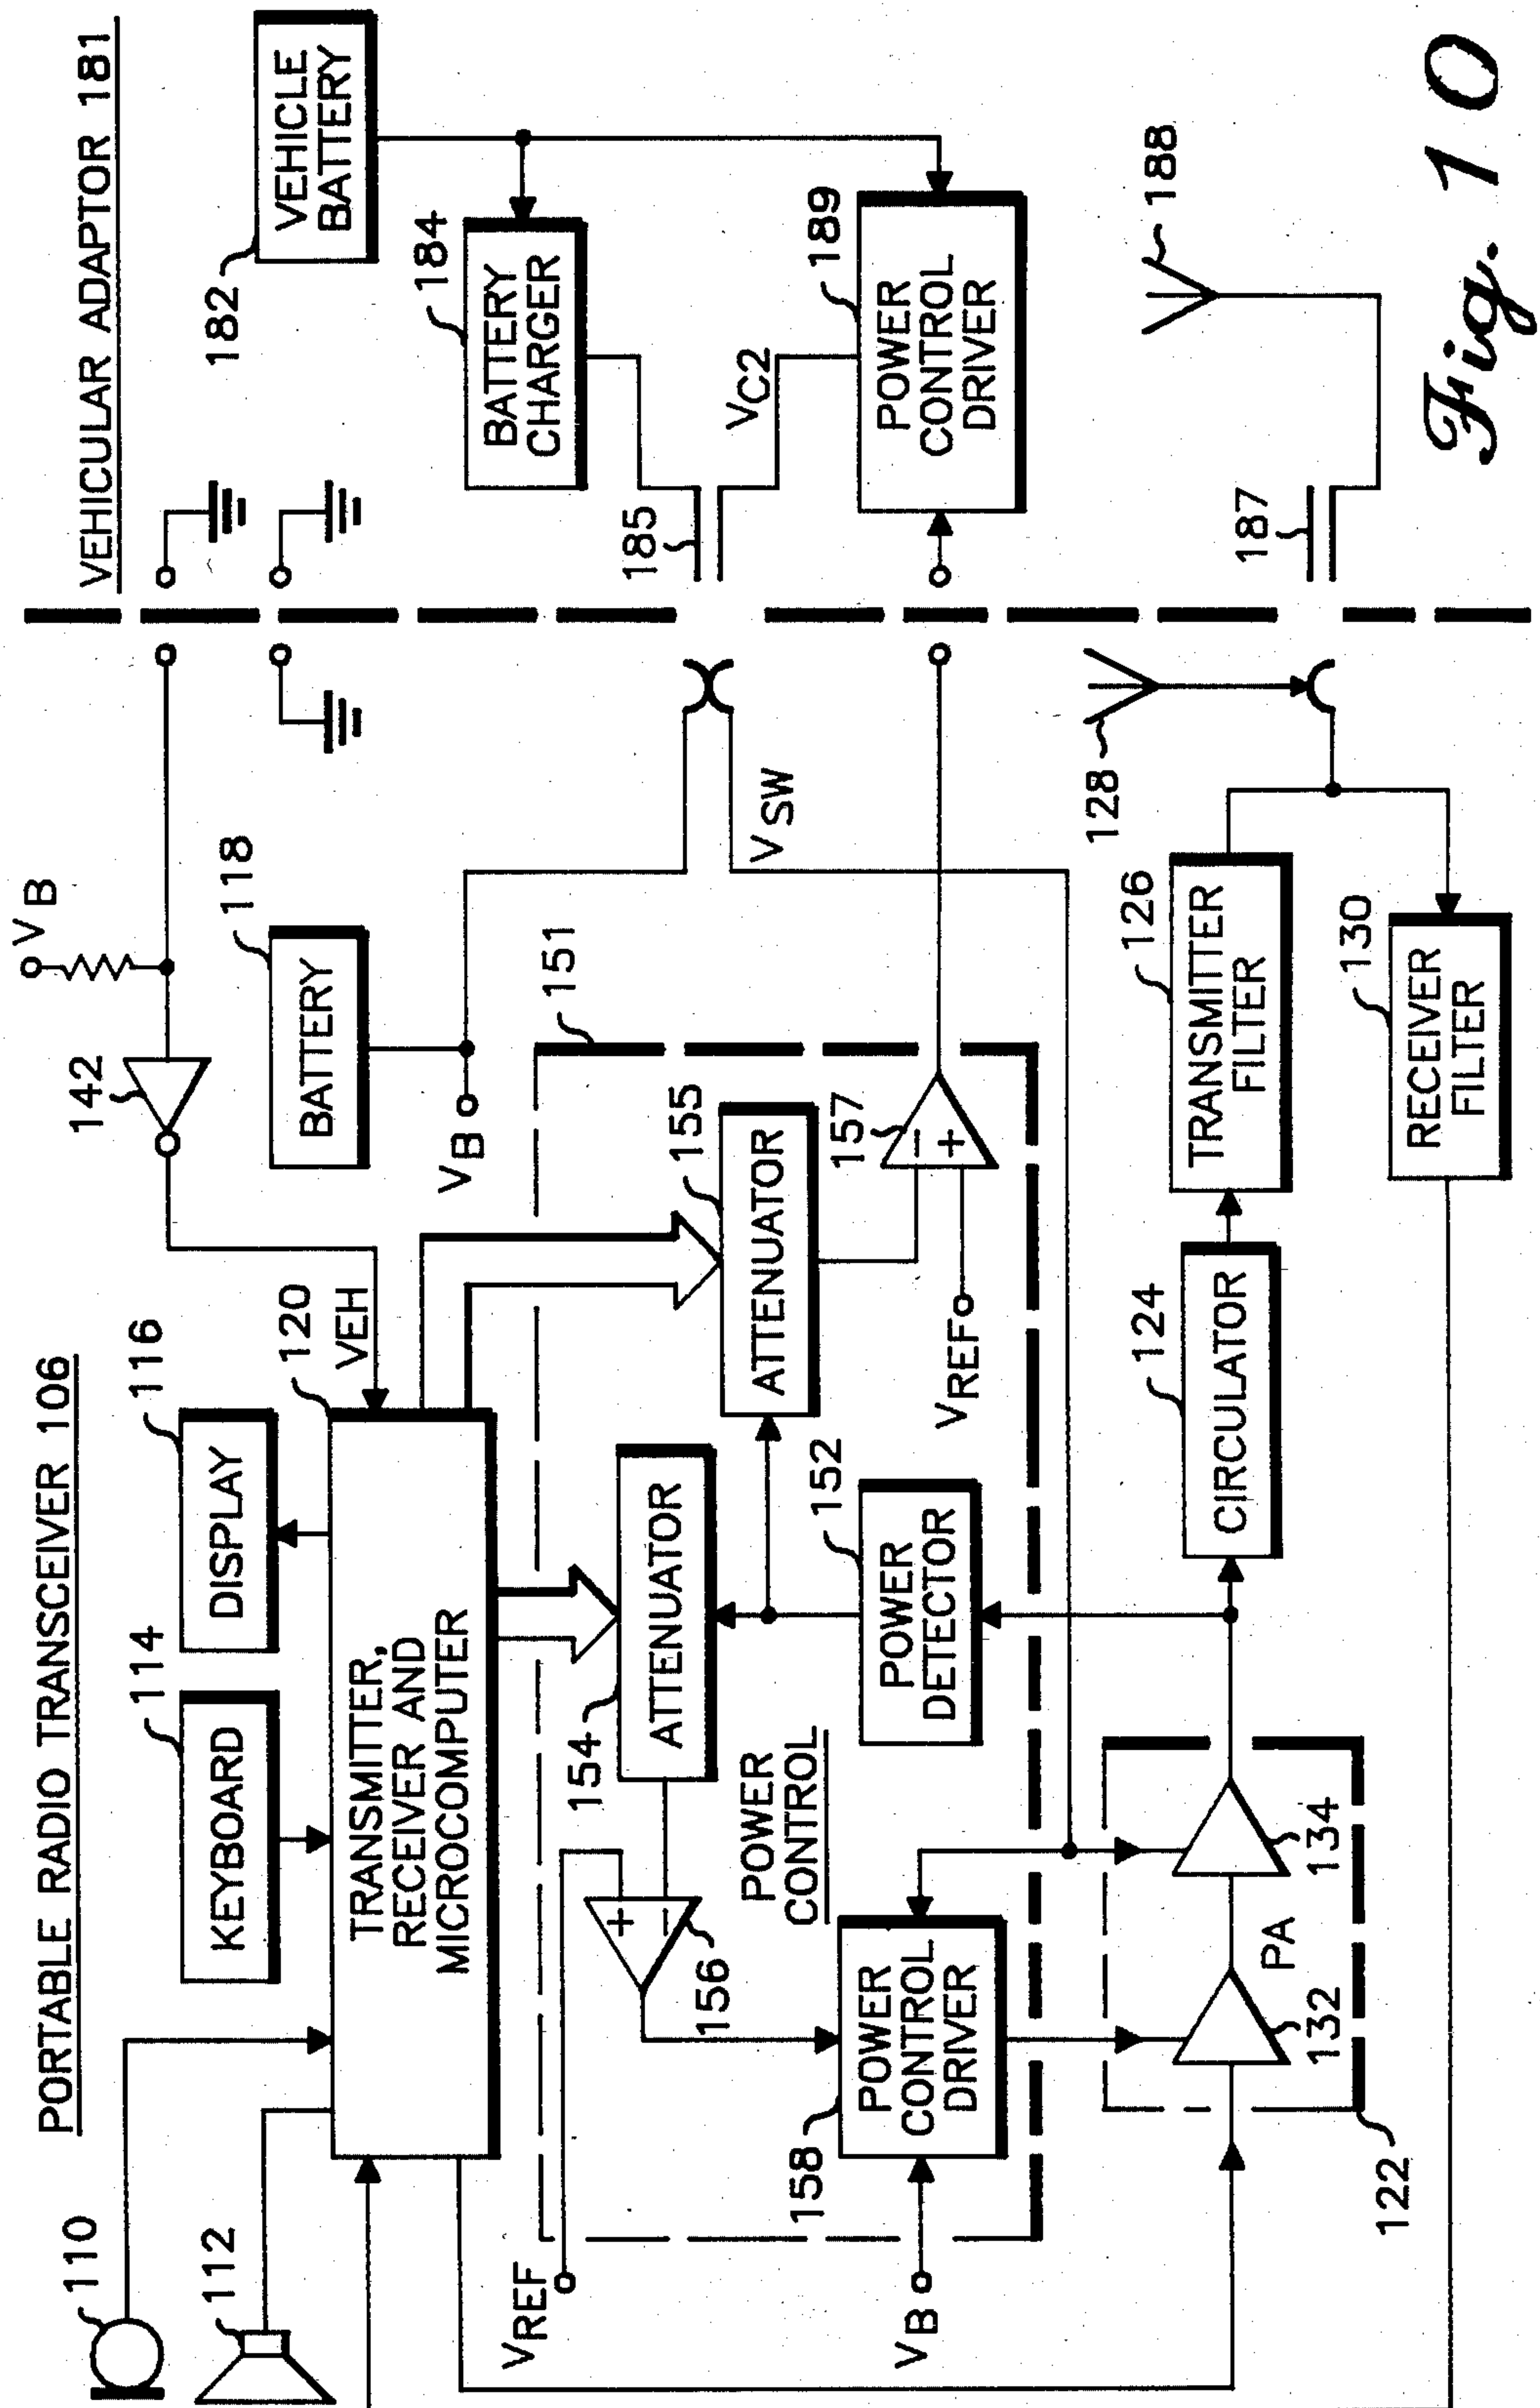 PORTABLE RADIO TRANSCEIVER 106
VEHICULAR ADAPTOR 181
110
112
KEYBOARD
114
DISPLAY
116
TRANSMITTER,
RECEIVER AND
MICROCOMPUTER
120
VEH
142
VB
BATTERY
118
VB
151
VREF
156
+
−
154
ATTENUATOR
155
ATTENUATOR
157
−
+
VREF
POWER
CONTROL
POWER
DETECTOR
152
158
POWER
CONTROL
DRIVER
VB
VSW
122
132
PA
134
CIRCULATOR
124
TRANSMITTER
FILTER
126
RECEIVER
FILTER
130
128
182
VEHICLE
BATTERY
BATTERY
CHARGER
184
185
VC2
POWER
CONTROL
DRIVER
189
187
188
Fig. 10